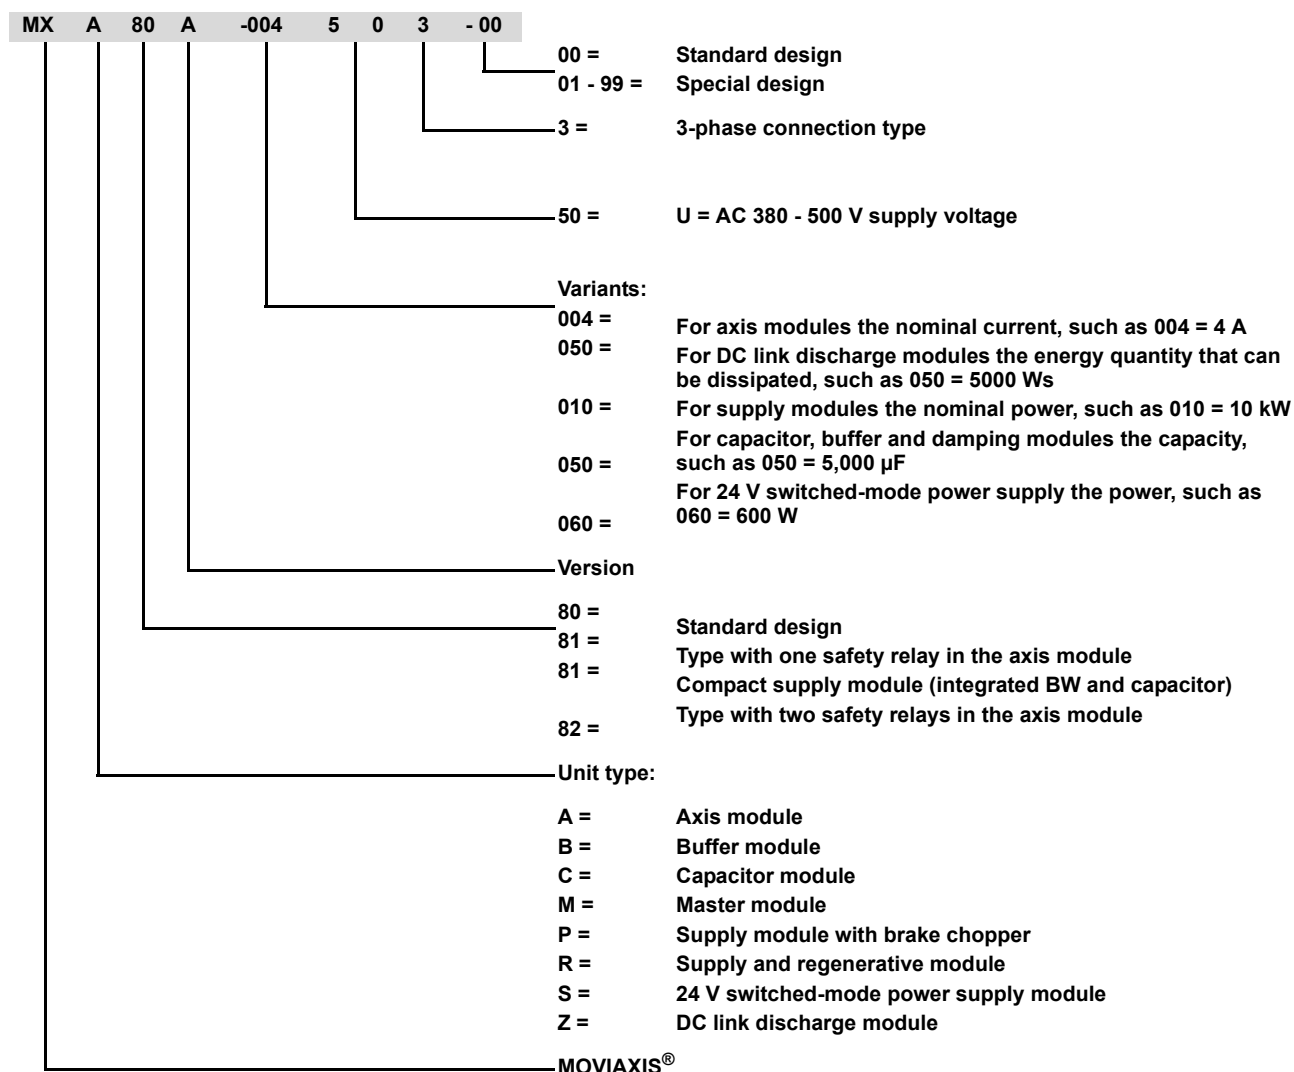 MX A 80 A -004 5 0 3 - 00
00 = Standard design
01 - 99 = Special design
3 = 3-phase connection type
50 = U = AC 380 - 500 V supply voltage
Variants:
004 = For axis modules the nominal current, such as 004 = 4 A
050 = For DC link discharge modules the energy quantity that can
be dissipated, such as 050 = 5000 Ws
010 = For supply modules the nominal power, such as 010 = 10 kW
For capacitor, buffer and damping modules the capacity,
050 = such as 050 = 5,000 µF
For 24 V switched-mode power supply the power, such as
060 = 060 = 600 W
Version
80 = Standard design
81 = Type with one safety relay in the axis module
81 = Compact supply module (integrated BW and capacitor)
82 = Type with two safety relays in the axis module
Unit type:
A = Axis module
B = Buffer module
C = Capacitor module
M = Master module
P = Supply module with brake chopper
R = Supply and regenerative module
S = 24 V switched-mode power supply module
Z = DC link discharge module
MOVIAXIS®